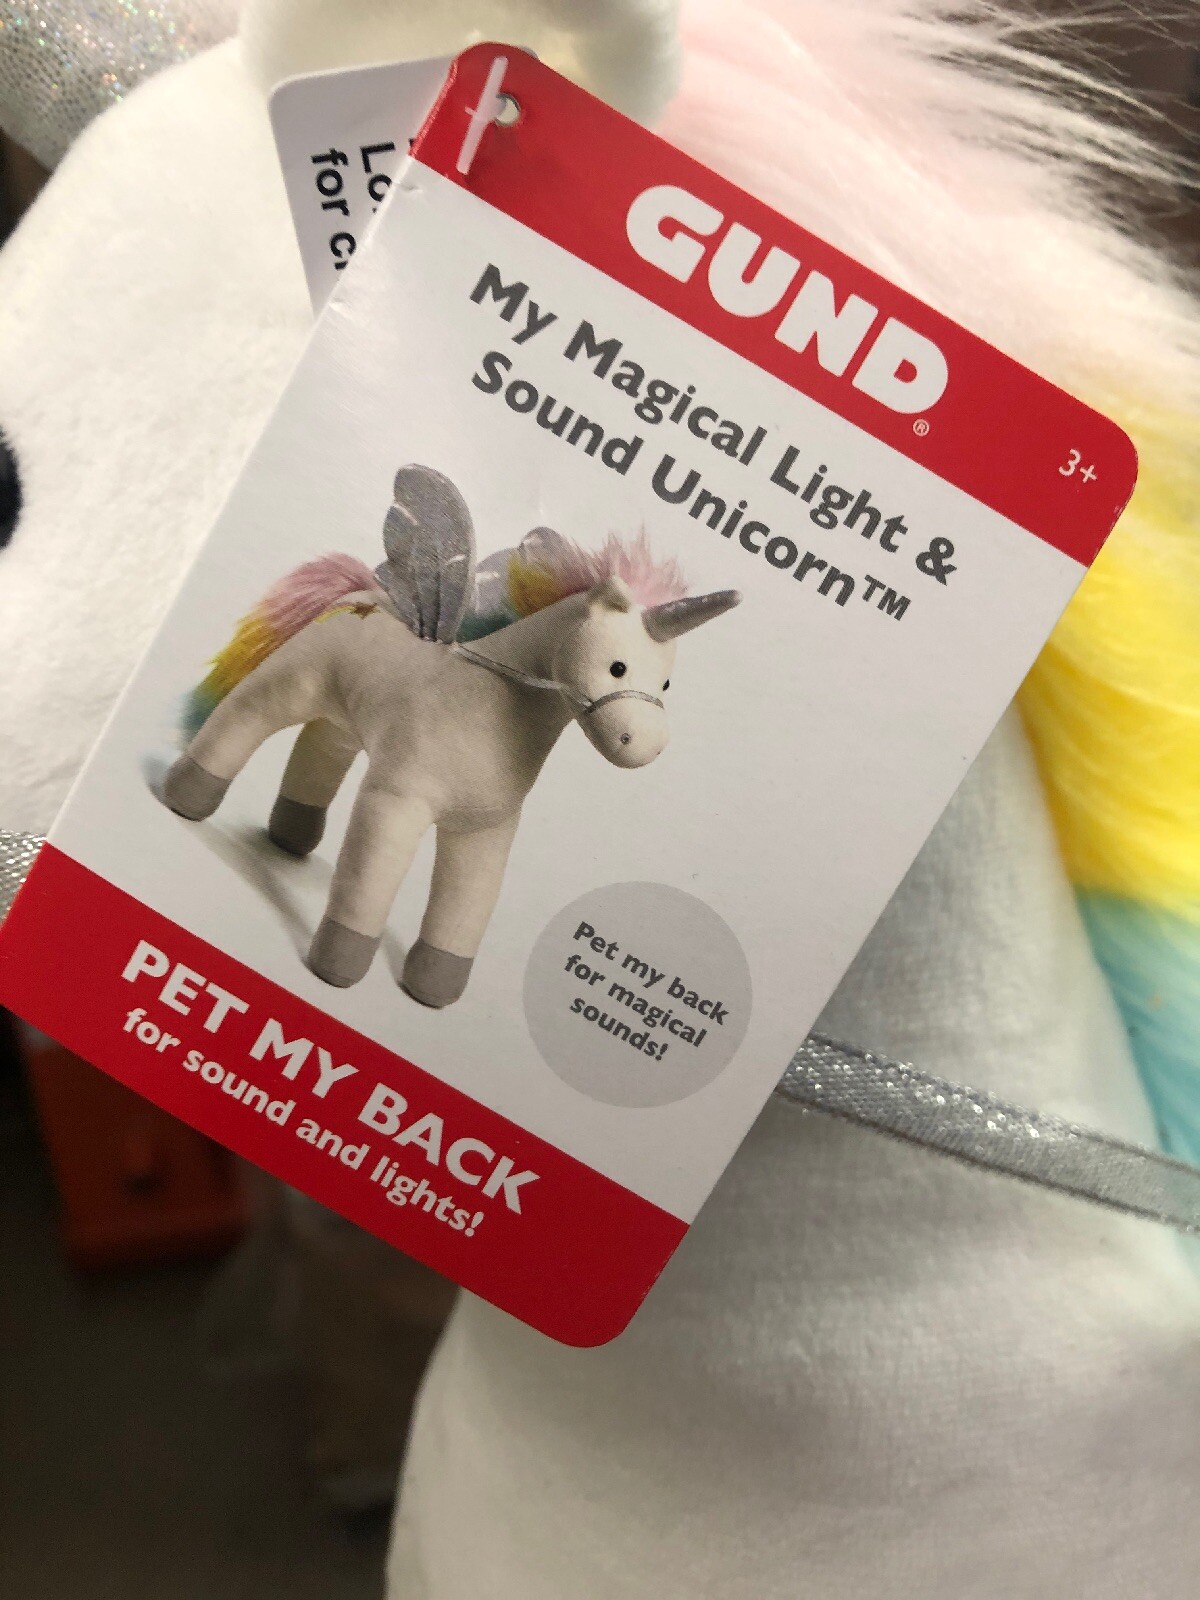 GUND®
3+
My Magical Light &
Sound Unicorn™
Pet my back
for magical
sounds!
PET MY BACK
for sound and lights!
for